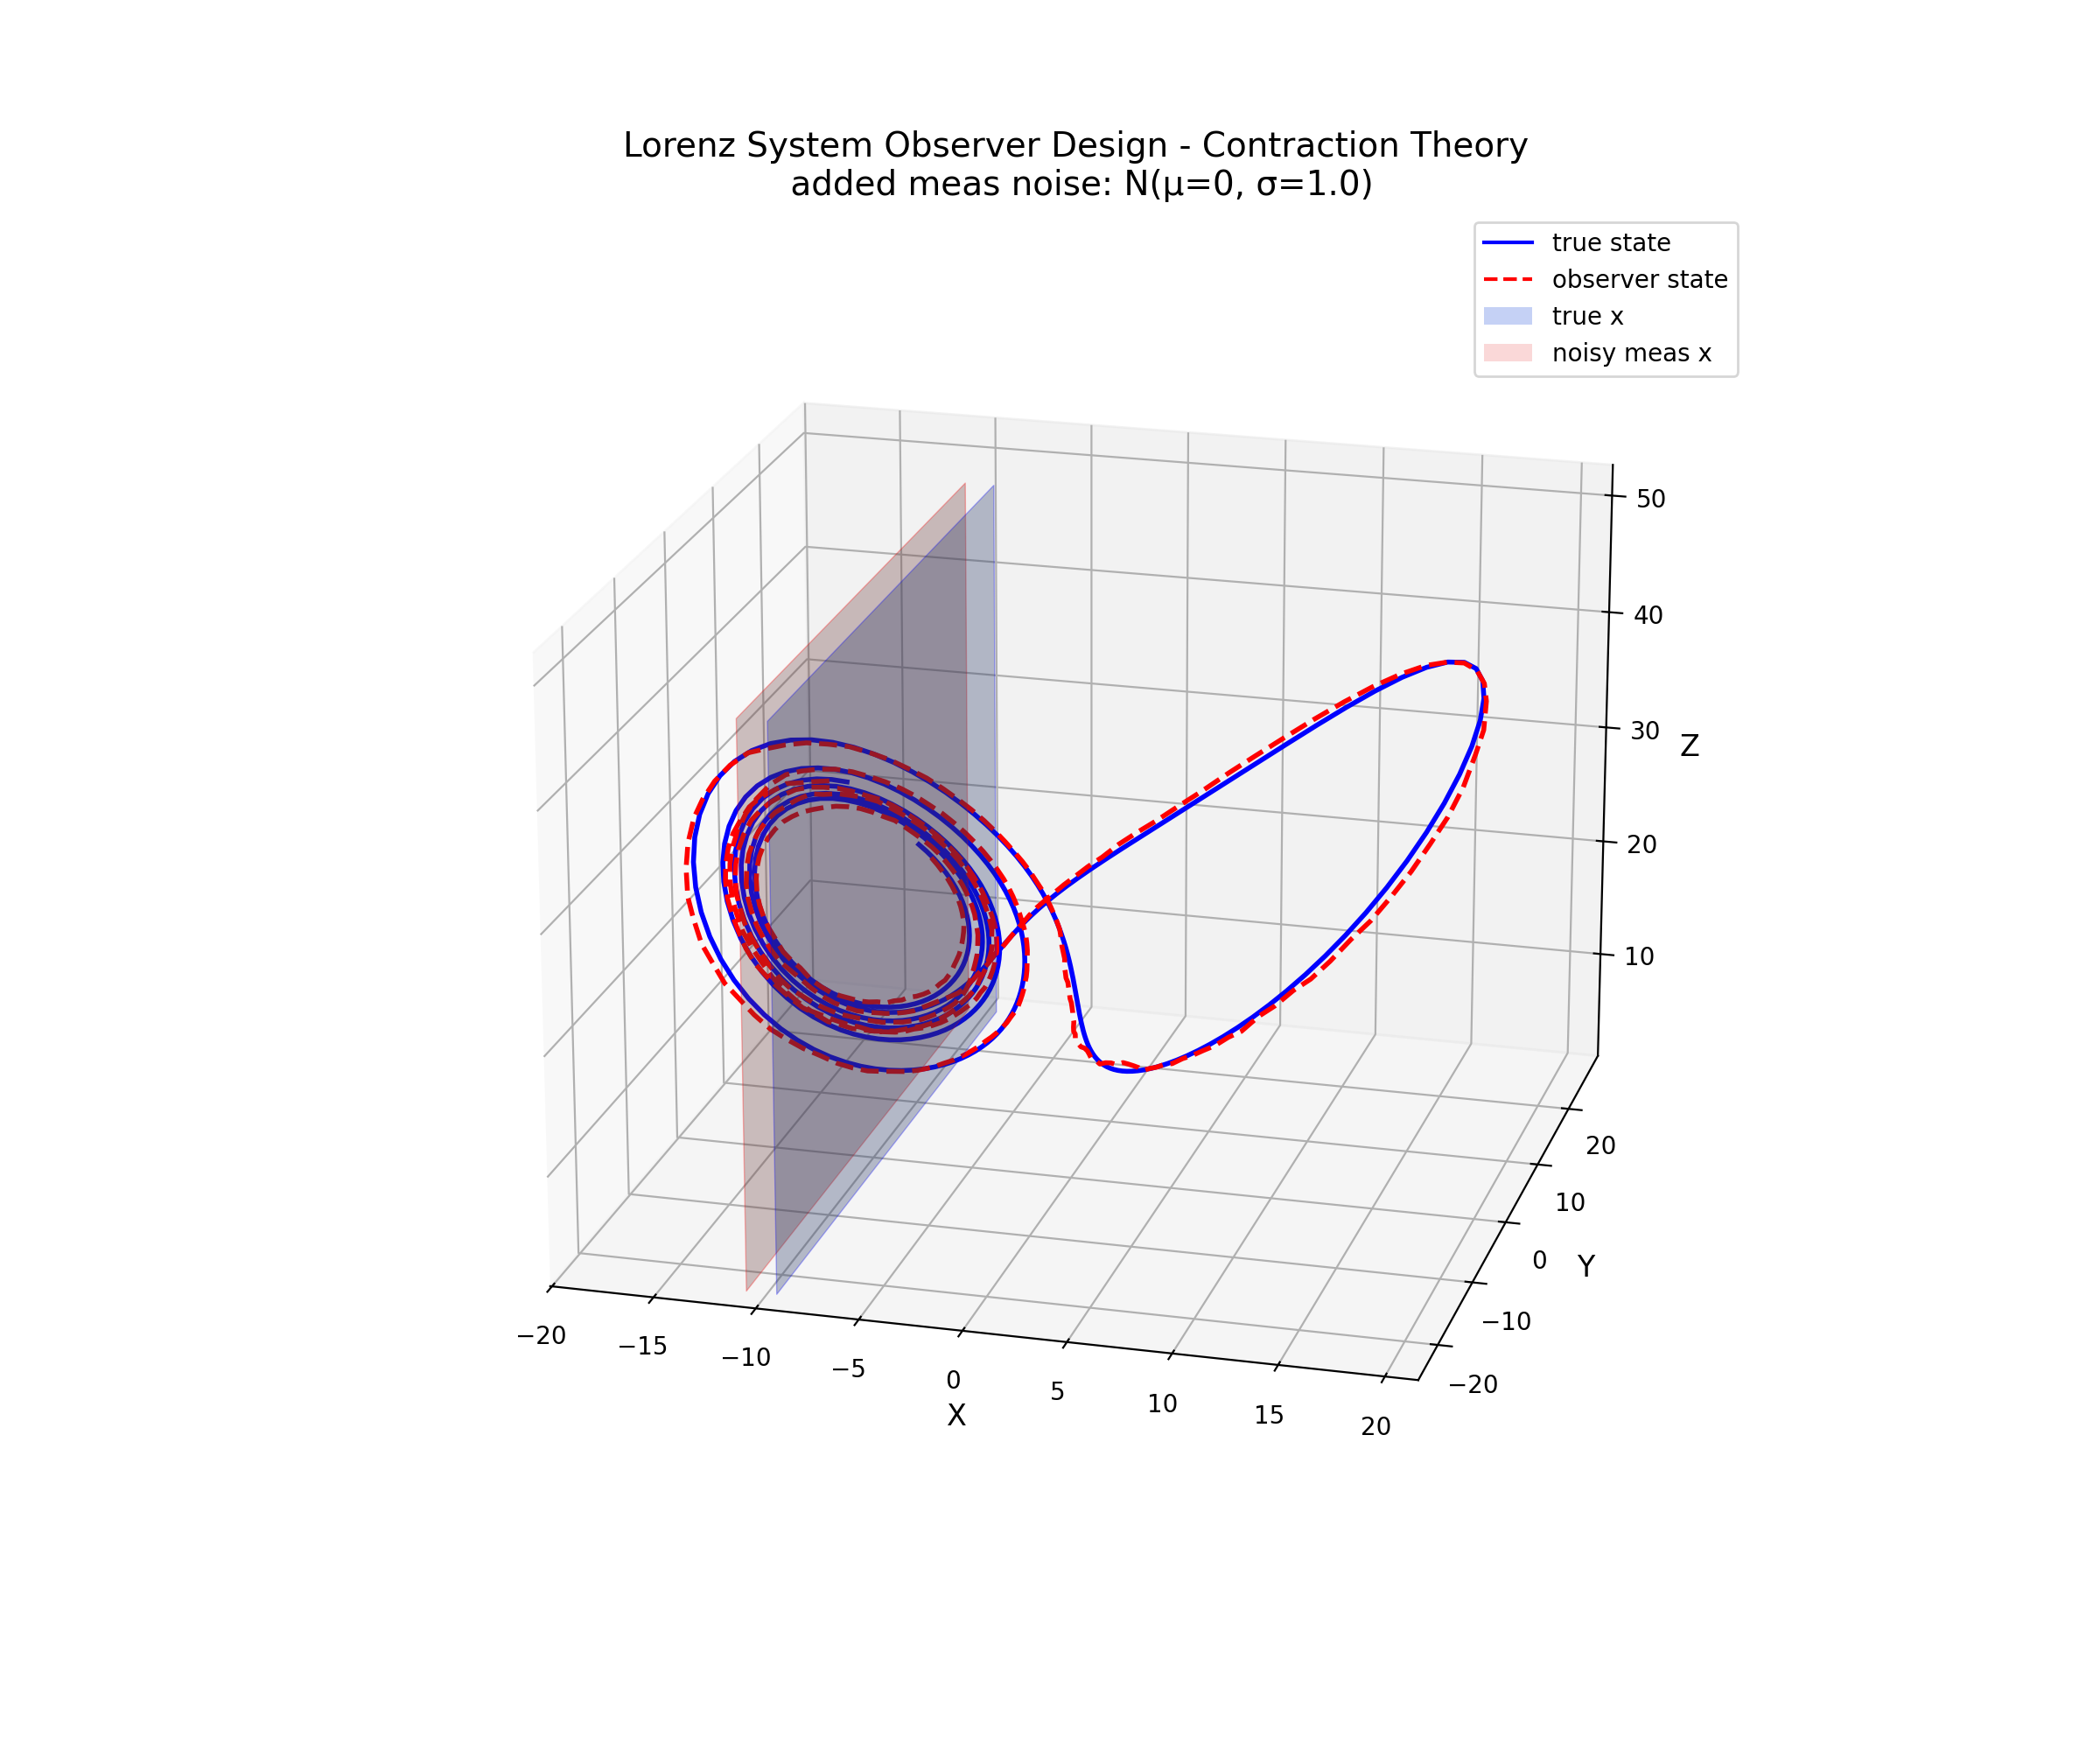 Lorenz System Observer Design - Contraction Theory
added meas noise: N(μ=0, σ=1.0)
true state
observer state
true x
noisy meas x
50
40
30
Z
20
10
20
10
0
Y
−10
−20
−20
−15
−10
−5
0
5
10
15
20
X